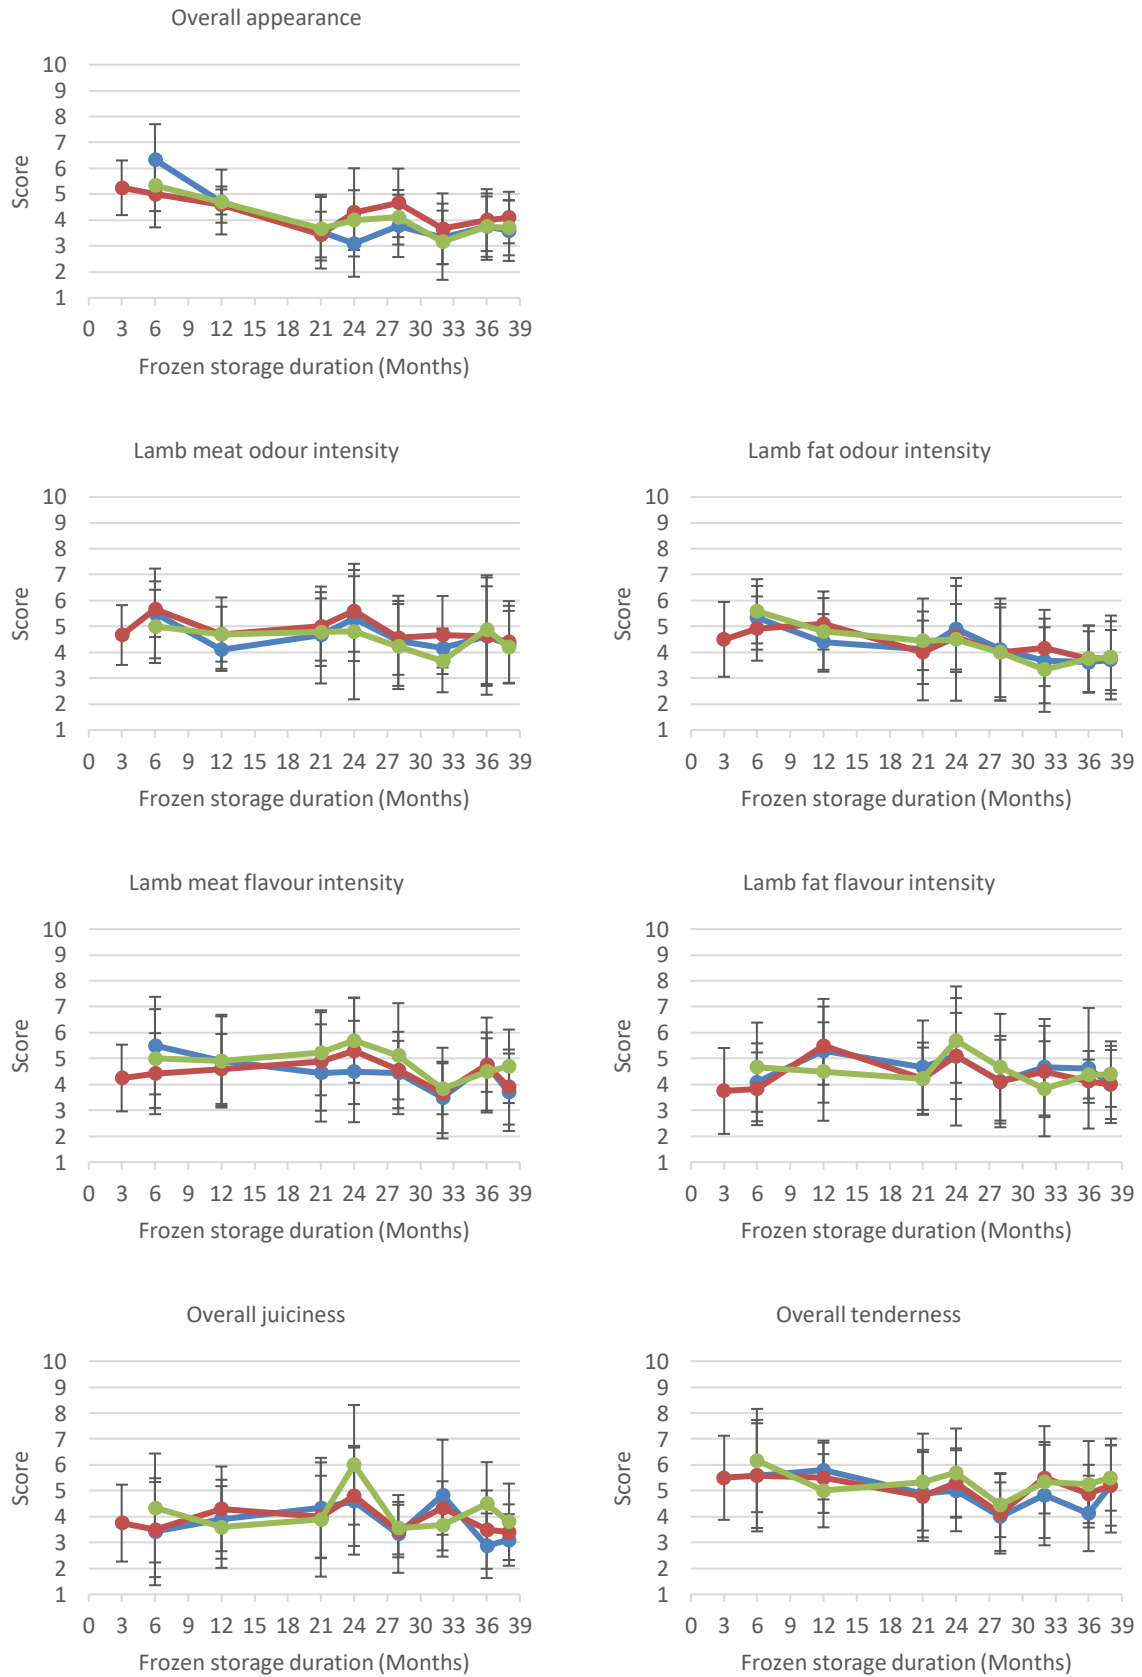 Overall appearance
10
9
8
7
6
5
4
3
2
1
Score
0 3 6 9 12 15 18 21 24 27 30 33 36 39
Frozen storage duration (Months)
Lamb meat odour intensity
10
9
8
7
6
5
4
3
2
1
Score
0 3 6 9 12 15 18 21 24 27 30 33 36 39
Frozen storage duration (Months)
Lamb fat odour intensity
10
9
8
7
6
5
4
3
2
1
Score
0 3 6 9 12 15 18 21 24 27 30 33 36 39
Frozen storage duration (Months)
Lamb meat flavour intensity
10
9
8
7
6
5
4
3
2
1
Score
0 3 6 9 12 15 18 21 24 27 30 33 36 39
Frozen storage duration (Months)
Lamb fat flavour intensity
10
9
8
7
6
5
4
3
2
1
Score
0 3 6 9 12 15 18 21 24 27 30 33 36 39
Frozen storage duration (Months)
Overall juiciness
10
9
8
7
6
5
4
3
2
1
Score
0 3 6 9 12 15 18 21 24 27 30 33 36 39
Frozen storage duration (Months)
Overall tenderness
10
9
8
7
6
5
4
3
2
1
Score
0 3 6 9 12 15 18 21 24 27 30 33 36 39
Frozen storage duration (Months)